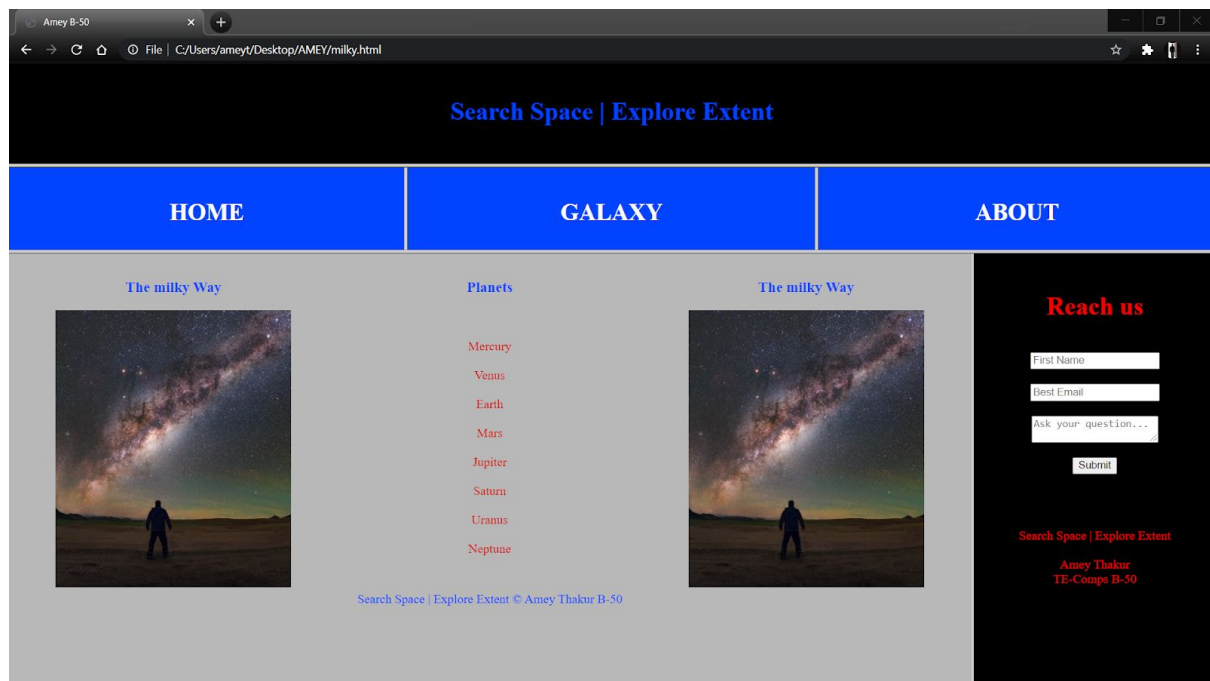 Amey B-50
File | C:/Users/ameyt/Desktop/AMEY/milky.html
Search Space | Explore Extent
HOME
GALAXY
ABOUT
The milky Way
Planets
Mercury
Venus
Earth
Mars
Jupiter
Saturn
Uranus
Neptune
Search Space | Explore Extent © Amey Thakur B-50
The milky Way
Reach us
First Name
Best Email
Ask your question...
Submit
Search Space | Explore Extent
Amey Thakur
TE-Comps B-50